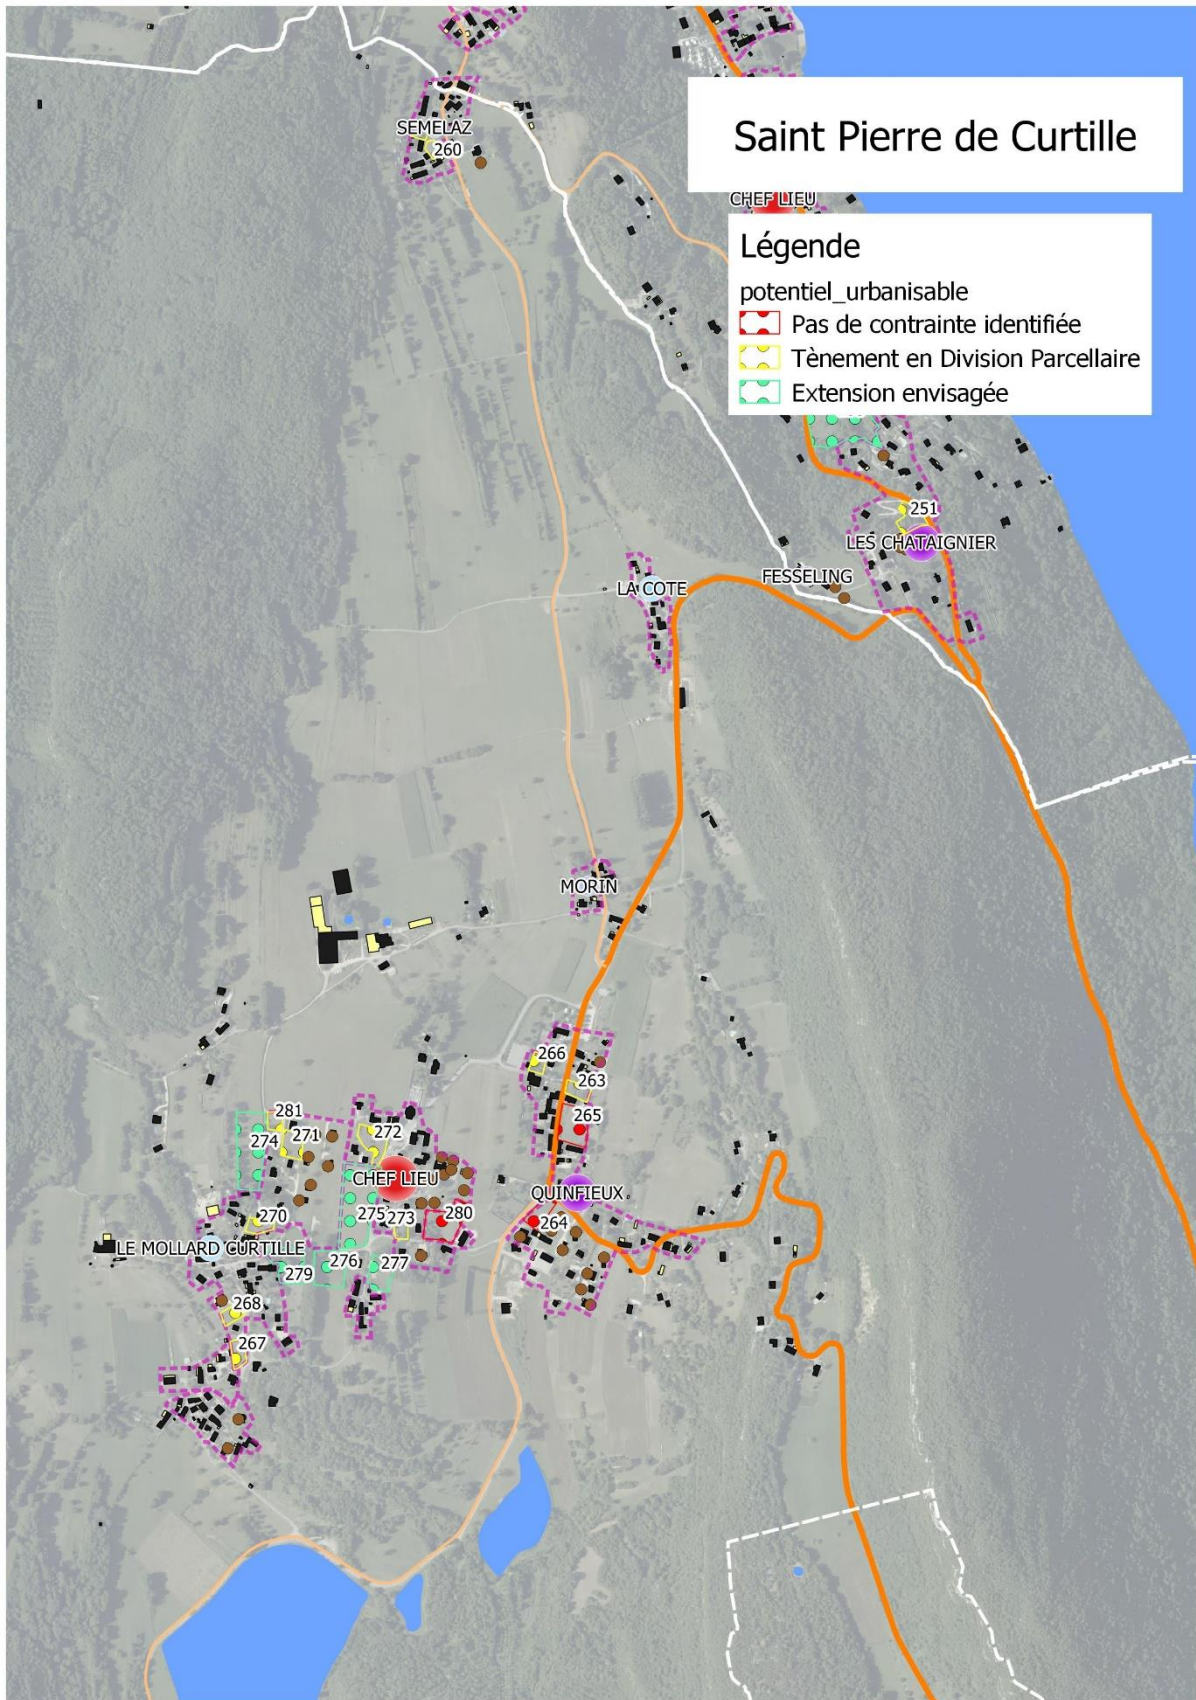 SEMELAZ
260
Saint Pierre de Curtille
CHEF LIEU
Légende
potentiel_urbanisable
Pas de contrainte identifiée
Tènement en Division Parcellaire
Extension envisagée
251
LES CHATAIGNIER
FESSELING
LA COTE
MORIN
266
263
265
281
274
271
272
CHEF LIEU
QUINFIEUX
270
275
273
280
264
LE MOLLARD CURTILLE
279
276
277
268
267